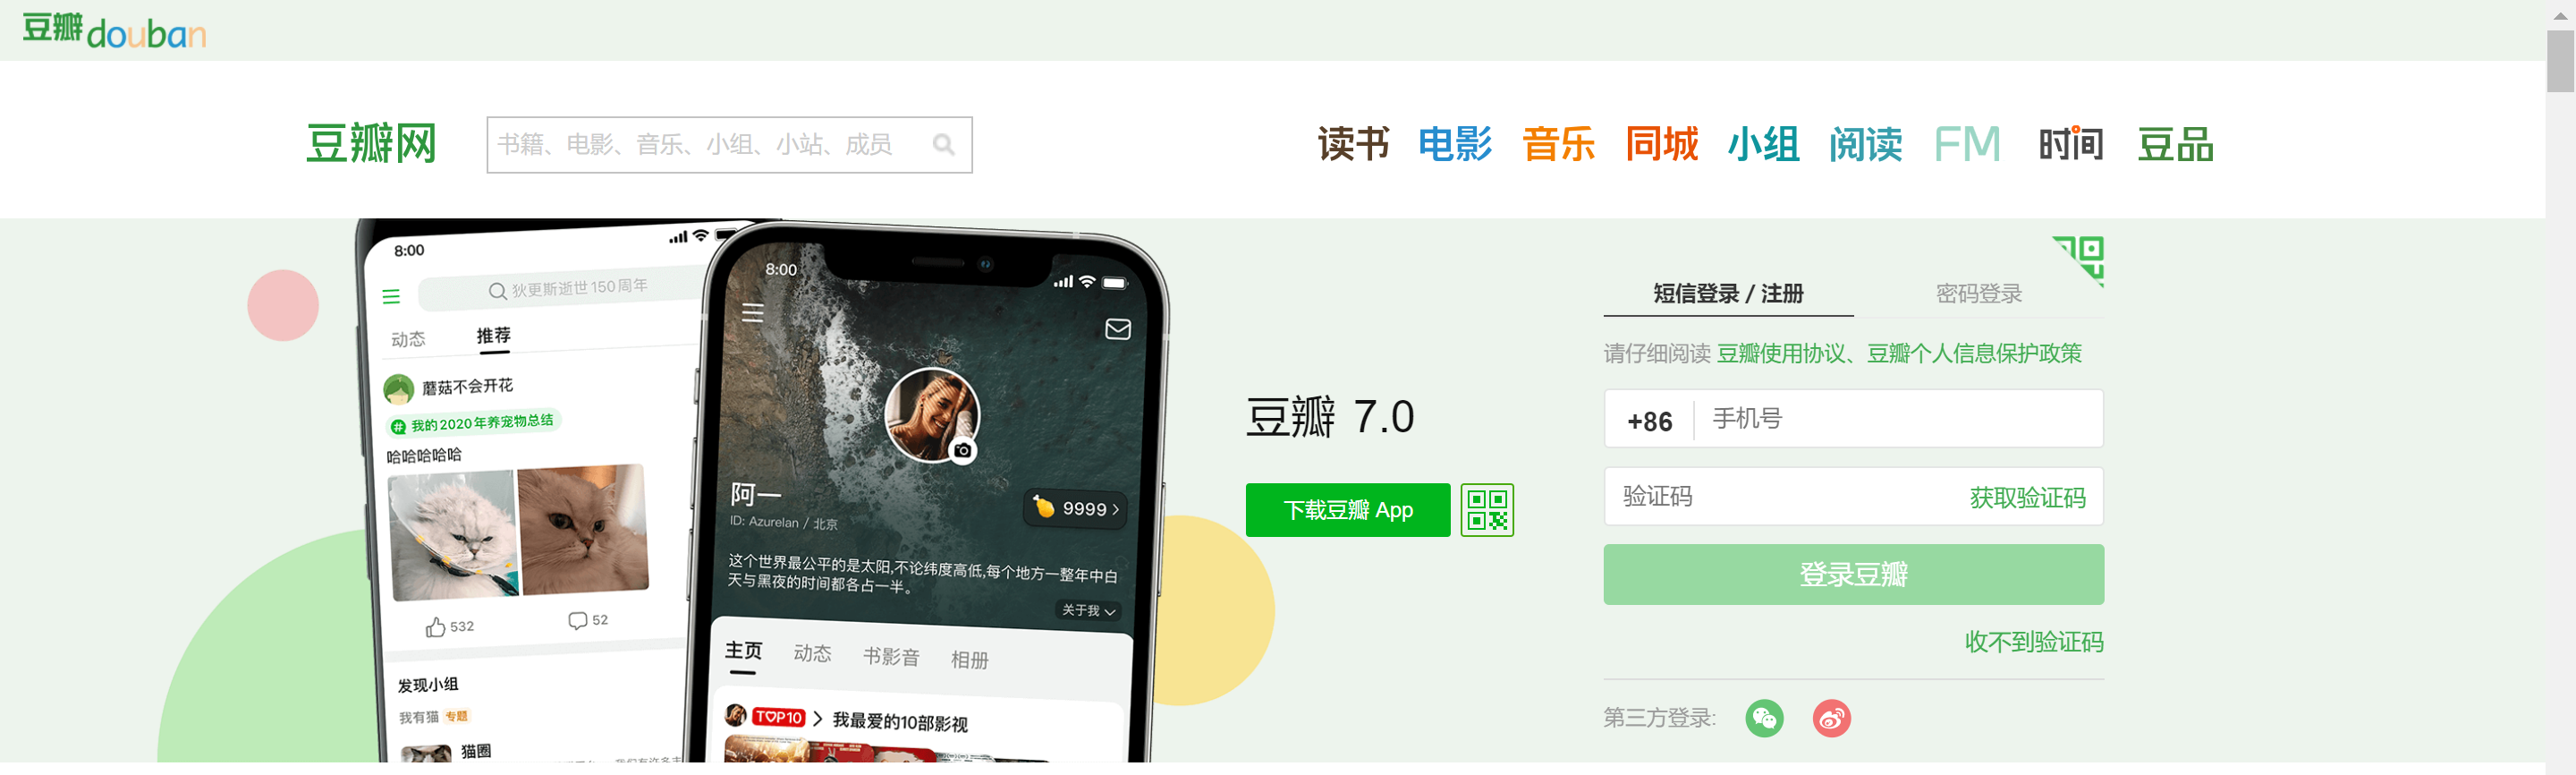 豆瓣douban
豆瓣网
书籍、电影、音乐、小组、小站、成员
读书 电影 音乐 同城 小组 阅读 FM 时间 豆品
8:00
狄更斯逝世150周年
动态 推荐
蘑菇不会开花
#我的2020年养宠物总结
哈哈哈哈哈
532 52
发现小组
我有猫 专题
猫圈
8:00
阿一
ID: Azurelan / 北京
9999
这个世界最公平的是太阳,不论纬度高低,每个地方一整年中白
天与黑夜的时间都各占一半。
关于我
主页 动态 书影音 相册
TOP10 我最爱的10部影视
豆瓣 7.0
下载豆瓣 App
短信登录 / 注册 密码登录
请仔细阅读 豆瓣使用协议、豆瓣个人信息保护政策
+86 手机号
验证码 获取验证码
登录豆瓣
收不到验证码
第三方登录: